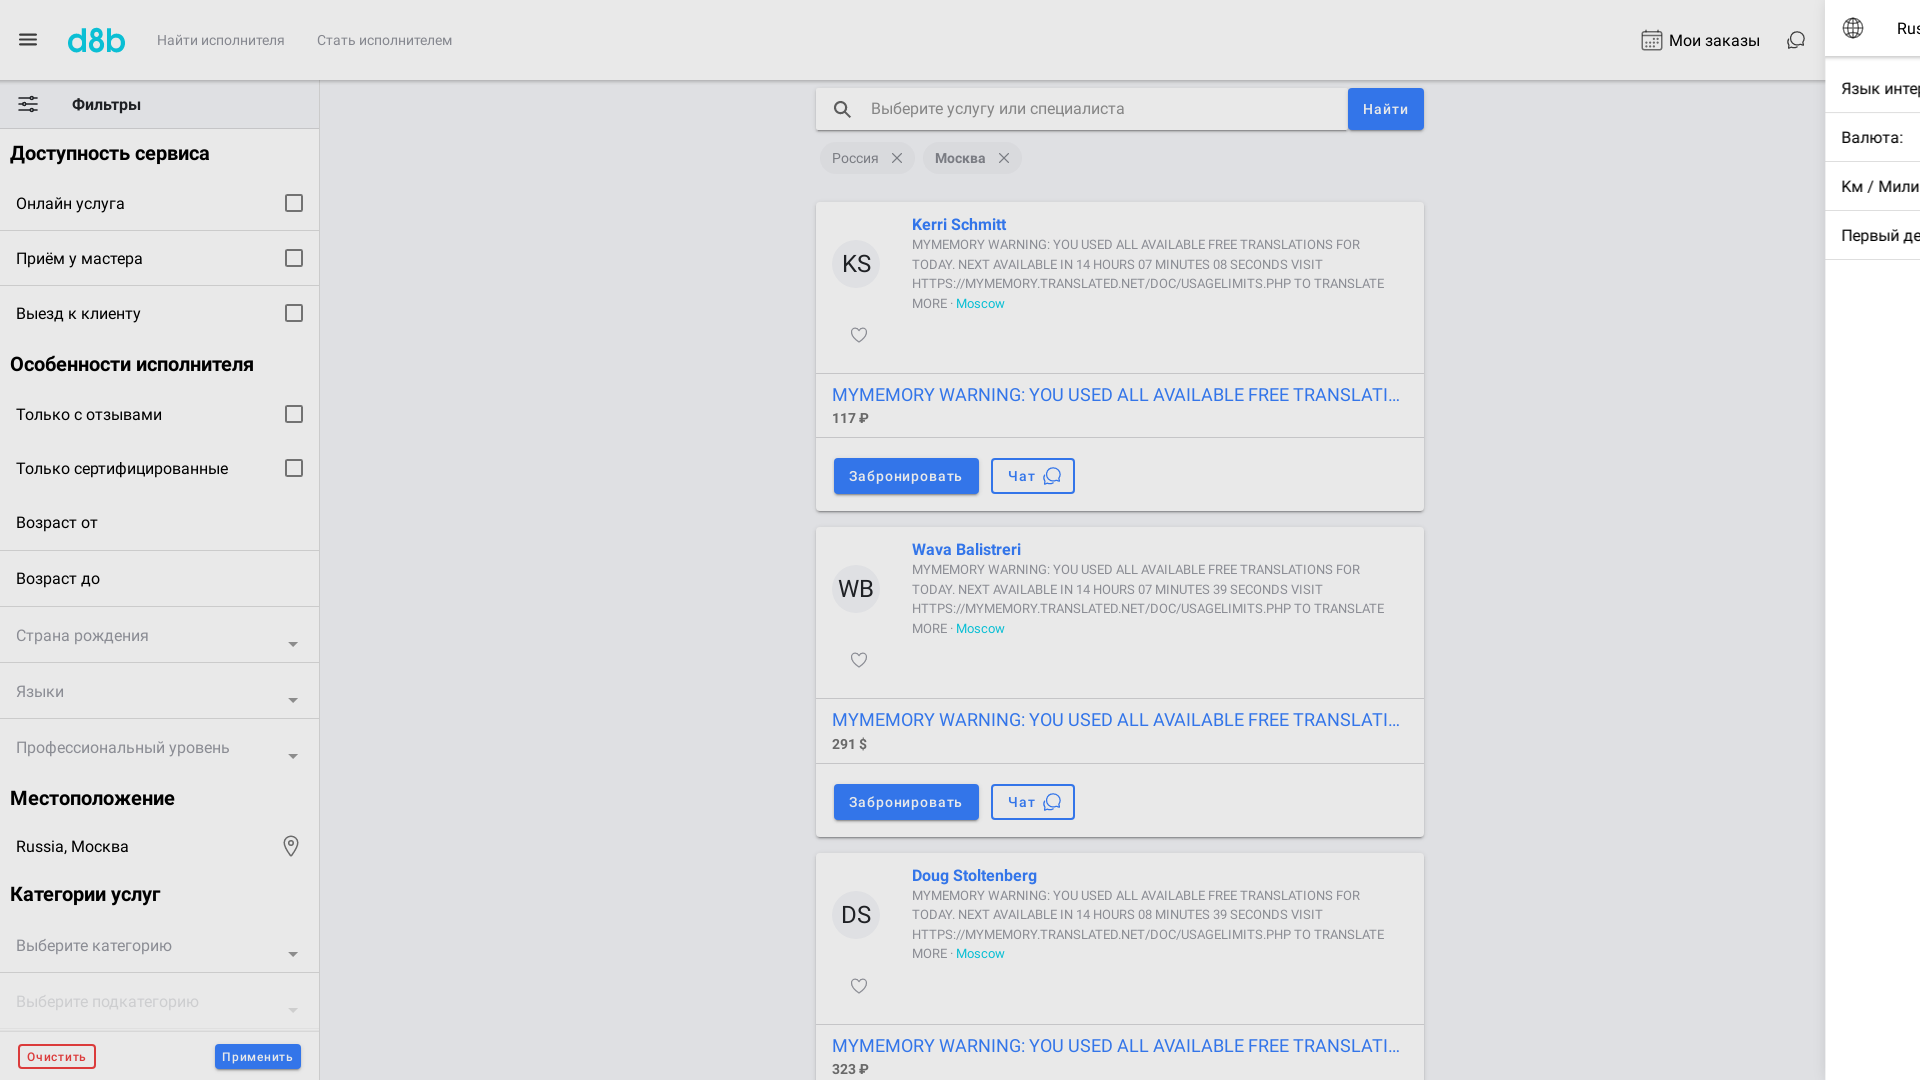 d8b
Найти исполнителя
Стать исполнителем
Мои заказы
Фильтры
Доступность сервиса
Онлайн услуга
Приём у мастера
Выезд к клиенту
Особенности исполнителя
Только с отзывами
Только сертифицированные
Возраст от
Возраст до
Страна рождения
Языки
Профессиональный уровень
Местоположение
Russia, Москва
Категории услуг
Выберите категорию
Выберите подкатегорию
Очистить
Применить
Выберите услугу или специалиста
Найти
Россия
Москва
KS
Kerri Schmitt
MYMEMORY WARNING: YOU USED ALL AVAILABLE FREE TRANSLATIONS FOR
TODAY. NEXT AVAILABLE IN 14 HOURS 07 MINUTES 08 SECONDS VISIT
HTTPS://MYMEMORY.TRANSLATED.NET/DOC/USAGELIMITS.PHP TO TRANSLATE
MORE · Moscow
MYMEMORY WARNING: YOU USED ALL AVAILABLE FREE TRANSLATI...
117 ₽
Забронировать
Чат
WB
Wava Balistreri
MYMEMORY WARNING: YOU USED ALL AVAILABLE FREE TRANSLATIONS FOR
TODAY. NEXT AVAILABLE IN 14 HOURS 07 MINUTES 39 SECONDS VISIT
HTTPS://MYMEMORY.TRANSLATED.NET/DOC/USAGELIMITS.PHP TO TRANSLATE
MORE · Moscow
MYMEMORY WARNING: YOU USED ALL AVAILABLE FREE TRANSLATI...
291 $
Забронировать
Чат
DS
Doug Stoltenberg
MYMEMORY WARNING: YOU USED ALL AVAILABLE FREE TRANSLATIONS FOR
TODAY. NEXT AVAILABLE IN 14 HOURS 08 MINUTES 39 SECONDS VISIT
HTTPS://MYMEMORY.TRANSLATED.NET/DOC/USAGELIMITS.PHP TO TRANSLATE
MORE · Moscow
MYMEMORY WARNING: YOU USED ALL AVAILABLE FREE TRANSLATI...
323 ₽
Rus
Язык интер
Валюта:
Км / Мили
Первый де